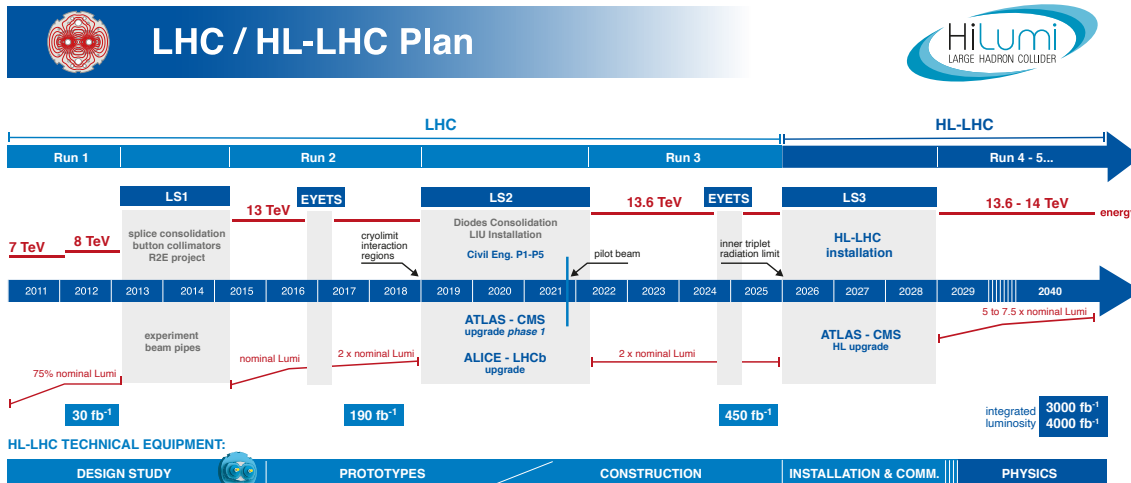 LHC / HL-LHC Plan
HiLumi
LARGE HADRON COLLIDER
LHC
HL-LHC
Run 1
Run 2
Run 3
Run 4 - 5...
LS1
EYETS
LS2
EYETS
LS3
13 TeV
13.6 TeV
13.6 - 14 TeV
energy
7 TeV
8 TeV
splice consolidation
button collimators
R2E project
cryolimit
interaction
regions
Diodes Consolidation
LIU Installation
Civil Eng. P1-P5
pilot beam
inner triplet
radiation limit
HL-LHC
installation
2011
2012
2013
2014
2015
2016
2017
2018
2019
2020
2021
2022
2023
2024
2025
2026
2027
2028
2029
2040
experiment
beam pipes
ATLAS - CMS
upgrade phase 1
ALICE - LHCb
upgrade
ATLAS - CMS
HL upgrade
5 to 7.5 x nominal Lumi
75% nominal Lumi
nominal Lumi
2 x nominal Lumi
2 x nominal Lumi
30 fb⁻¹
190 fb⁻¹
450 fb⁻¹
integrated
luminosity
3000 fb⁻¹
4000 fb⁻¹
HL-LHC TECHNICAL EQUIPMENT:
DESIGN STUDY
PROTOTYPES
CONSTRUCTION
INSTALLATION & COMM.
PHYSICS